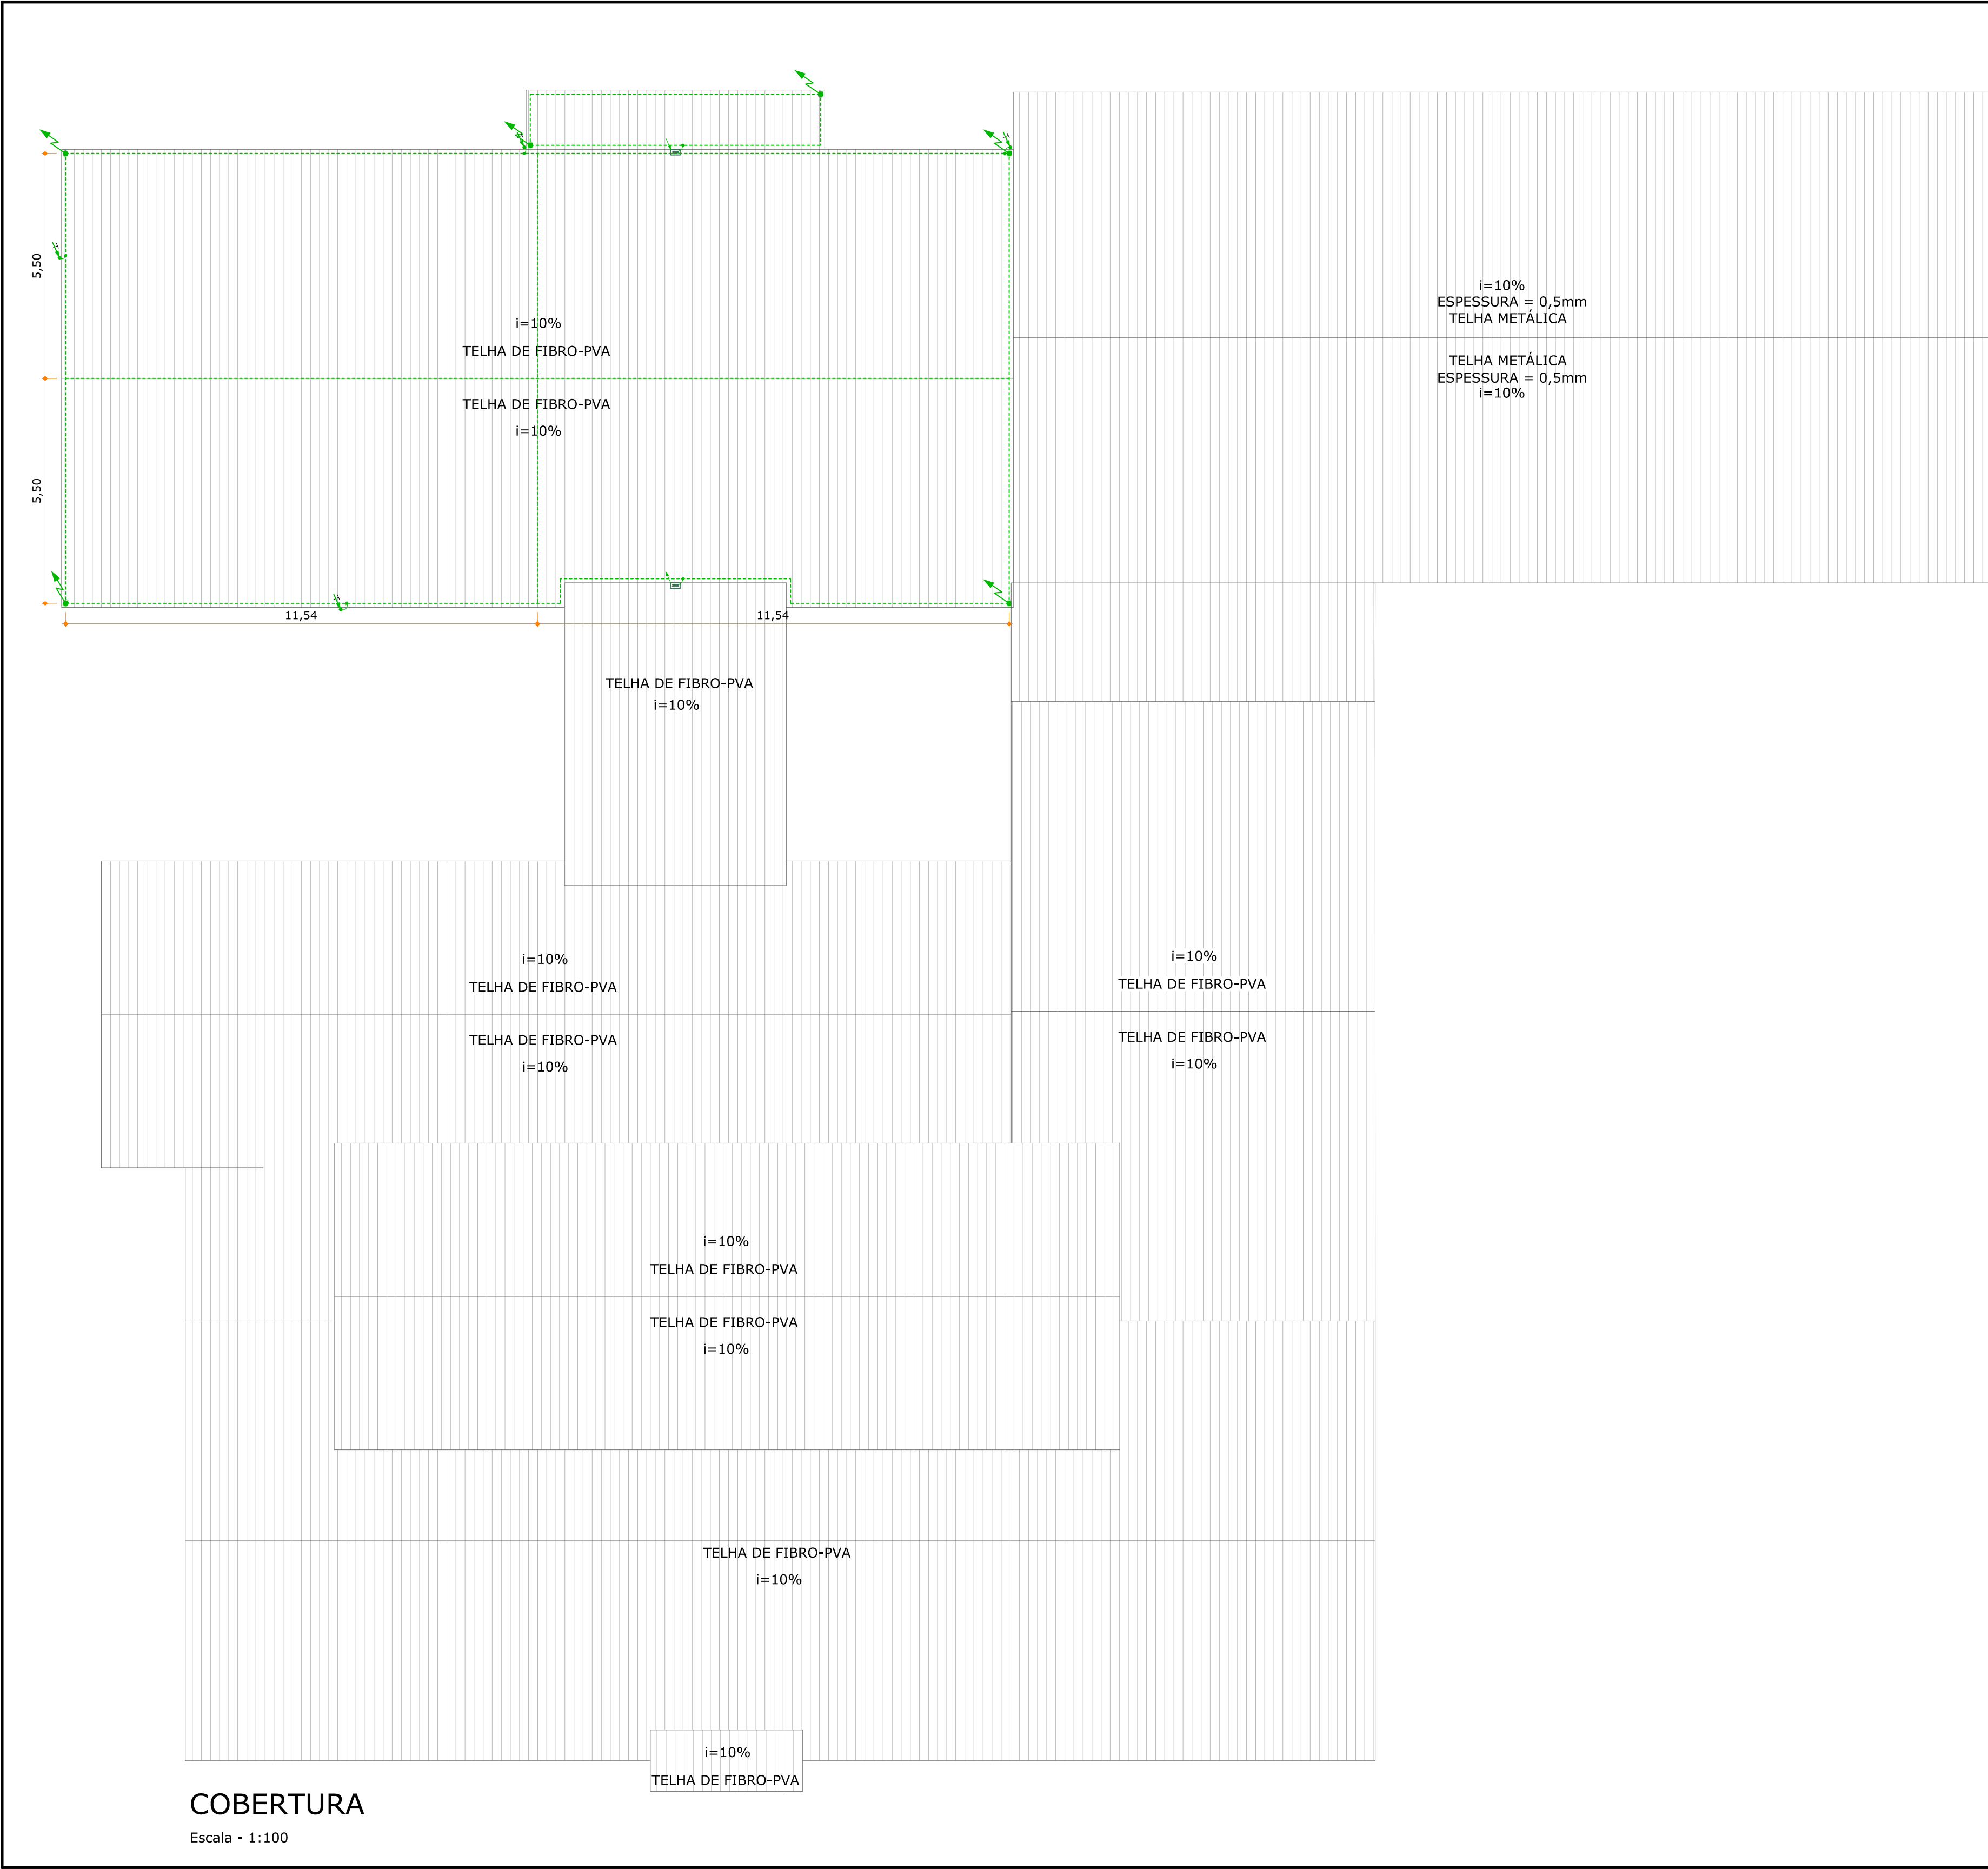 i=10%
ESPESSURA = 0,5mm
TELHA METÁLICA
TELHA METÁLICA
ESPESSURA = 0,5mm
i=10%
5,50
i=10%
TELHA DE FIBRO-PVA
TELHA DE FIBRO-PVA
i=10%
5,50
11,54
11,54
TELHA DE FIBRO-PVA
i=10%
i=10%
TELHA DE FIBRO-PVA
TELHA DE FIBRO-PVA
i=10%
i=10%
TELHA DE FIBRO-PVA
TELHA DE FIBRO-PVA
i=10%
i=10%
TELHA DE FIBRO-PVA
TELHA DE FIBRO-PVA
i=10%
TELHA DE FIBRO-PVA
i=10%
i=10%
TELHA DE FIBRO-PVA
COBERTURA
Escala - 1:100